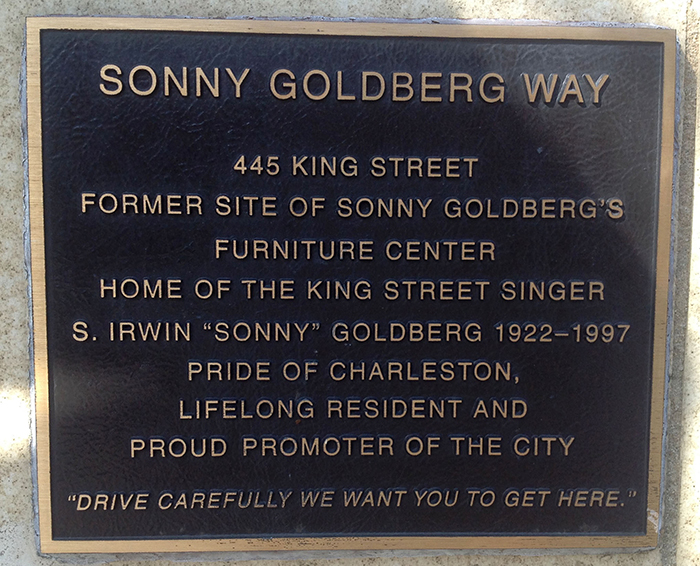 SONNY GOLDBERG WAY
445 KING STREET
FORMER SITE OF SONNY GOLDBERG'S
FURNITURE CENTER
HOME OF THE KING STREET SINGER
S. IRWIN “SONNY” GOLDBERG 1922–1997
PRIDE OF CHARLESTON,
LIFELONG RESIDENT AND
PROUD PROMOTER OF THE CITY
"DRIVE CAREFULLY WE WANT YOU TO GET HERE."